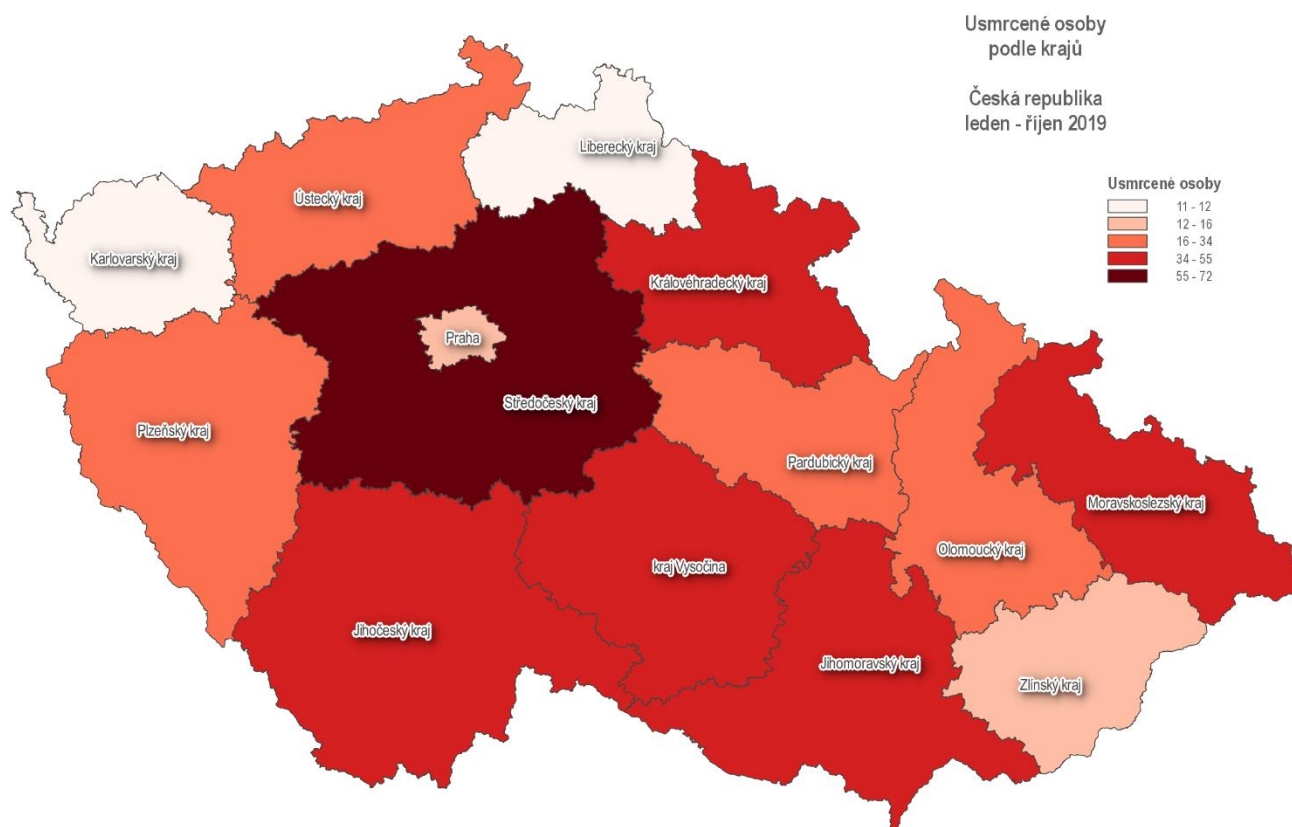 Usmrcené osoby
podle krajů
Česká republika
leden - říjen 2019
Usmrcené osoby
11 - 12
12 - 16
16 - 34
34 - 55
55 - 72
Liberecký kraj
Ústecký kraj
Karlovarský kraj
Královéhradecký kraj
Praha
Středočeský kraj
Plzeňský kraj
Pardubický kraj
Moravskoslezský kraj
Olomoucký kraj
kraj Vysočina
Jihočeský kraj
Jihomoravský kraj
Zlínský kraj